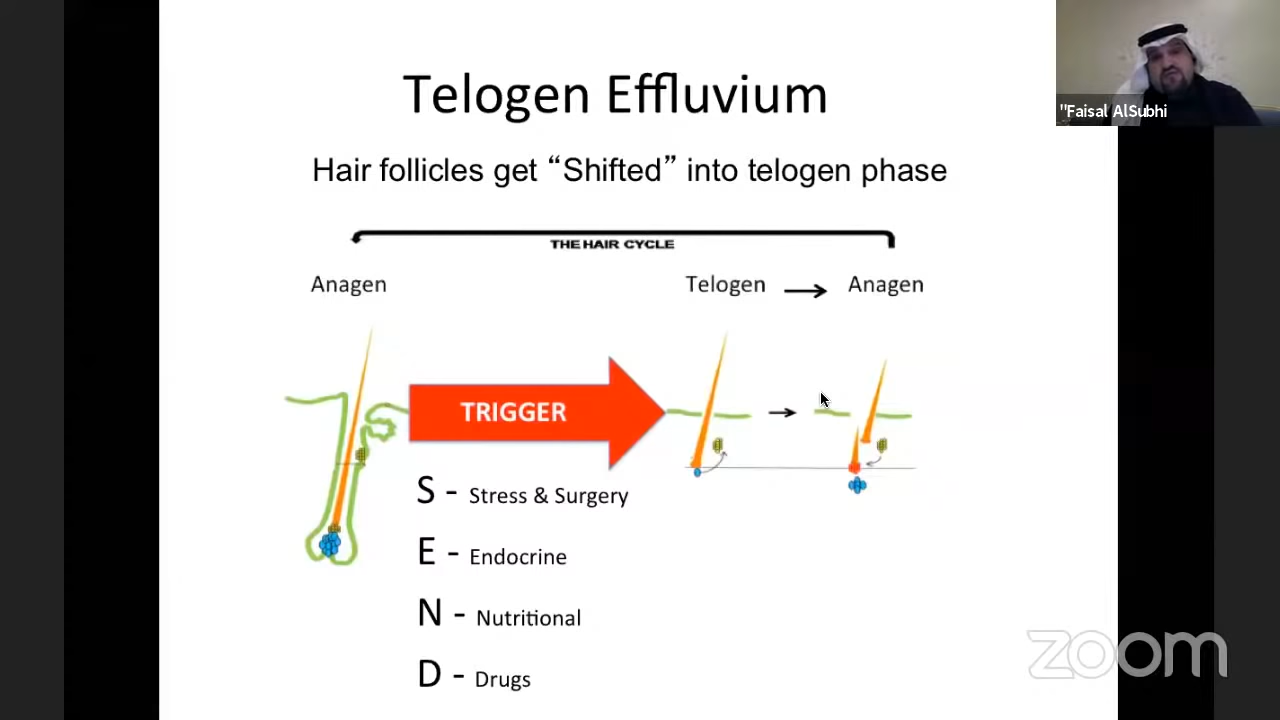 Telogen Effluvium
Hair follicles get “Shifted” into telogen phase
THE HAIR CYCLE
Anagen
Telogen
Anagen
TRIGGER
S - Stress & Surgery
E - Endocrine
N - Nutritional
D - Drugs
"Faisal AlSubhi
zoom